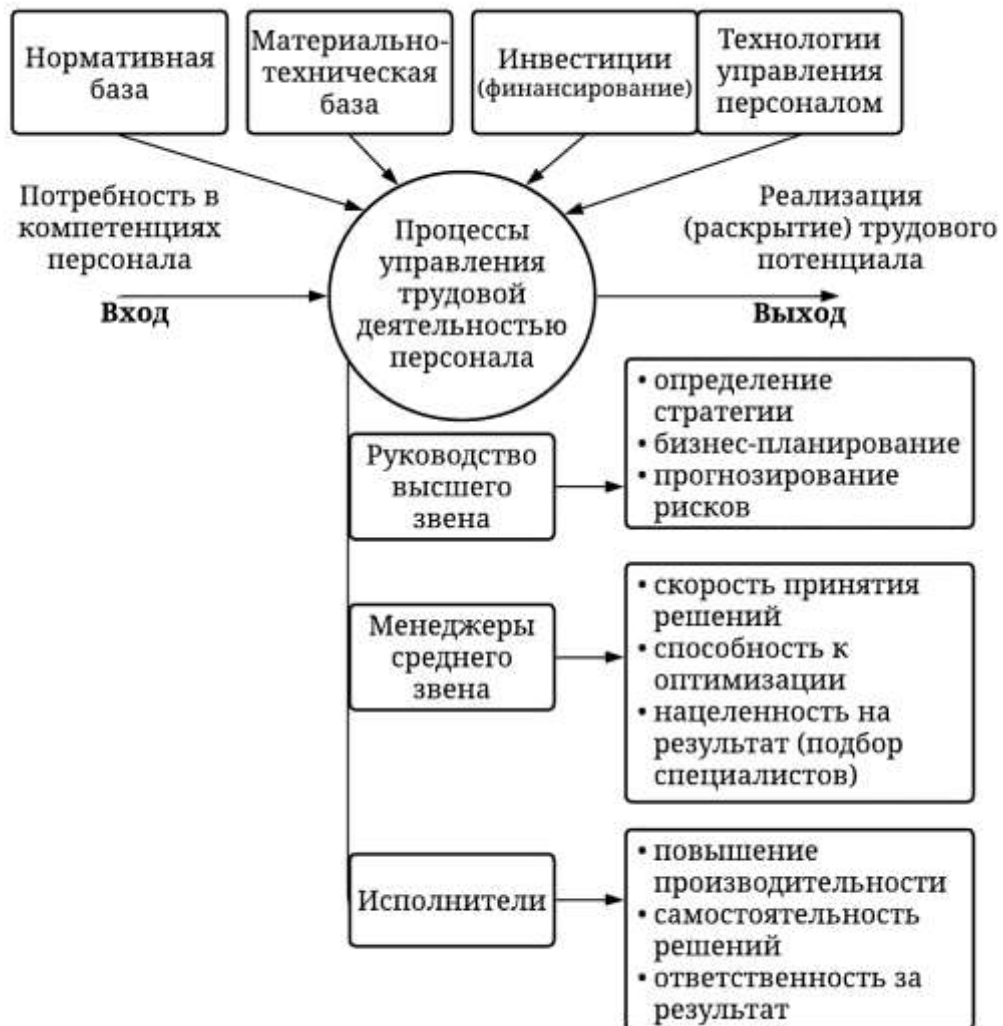 Нормативная
база
Материально-
техническая
база
Инвестиции
(финансирование)
Технологии
управления
персоналом
Потребность в
компетенциях
персонала
Вход
Процессы
управления
трудовой
деятельностью
персонала
Реализация
(раскрытие) трудового
потенциала
Выход
Руководство
высшего
звена
• определение
стратегии
• бизнес-планирование
• прогнозирование
рисков
Менеджеры
среднего
звена
• скорость принятия
решений
• способность к
оптимизации
• нацеленность на
результат (подбор
специалистов)
Исполнители
• повышение
производительности
• самостоятельность
решений
• ответственность за
результат